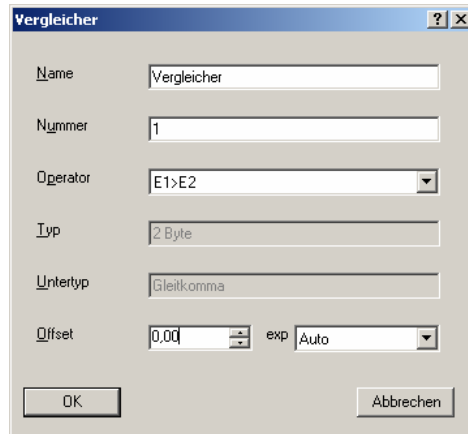 Vergleicher
Name Vergleicher
Nummer 1
Operator E1>E2
Typ 2 Byte
Untertyp Gleitkomma
Offset 0,00 exp Auto
OK Abbrechen